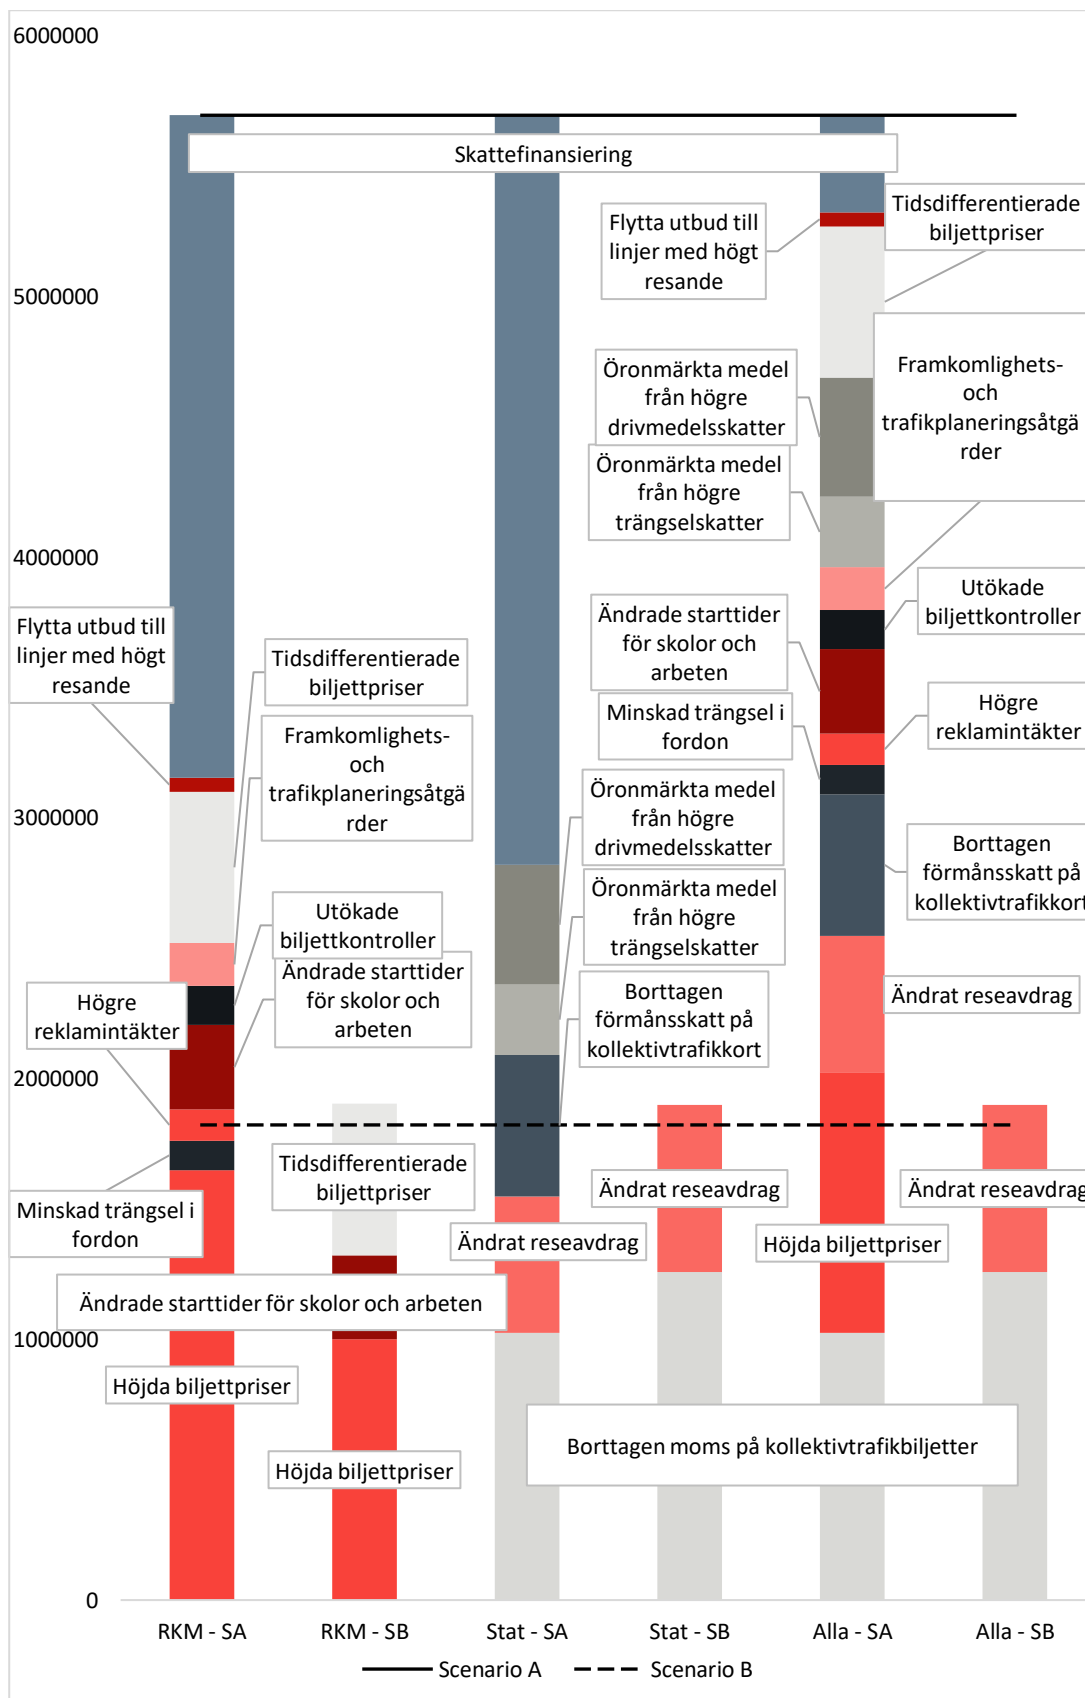 6000000
Skattefinansiering
Flytta utbud till
linjer med högt
resande
Tidsdifferentierade
biljettpriser
5000000
Öronmärkta medel
från högre
drivmedelsskatter
Framkomlighets-
och
trafikplaneringsåtgä
rder
Öronmärkta medel
från högre
trängselskatter
4000000
Utökade
biljettkontroller
Flytta utbud till
linjer med högt
resande
Ändrade starttider
för skolor och
arbeten
Tidsdifferentierade
biljettpriser
Minskad trängsel i
fordon
Högre
reklamintäkter
Framkomlighets-
och
trafikplaneringsåtgä
rder
3000000
Öronmärkta medel
från högre
drivmedelsskatter
Borttagen
förmånsskatt på
kollektivtrafikkort
Utökade
biljettkontroller
Öronmärkta medel
från högre
trängselskatter
Ändrade starttider
för skolor och
arbeten
Högre
reklamintäkter
Borttagen
förmånsskatt på
kollektivtrafikkort
Ändrat reseavdrag
2000000
Tidsdifferentierade
biljettpriser
Ändrat reseavdrag
Ändrat reseavdrag
Minskad trängsel i
fordon
Ändrat reseavdrag
Höjda biljettpriser
Ändrade starttider för skolor och arbeten
1000000
Höjda biljettpriser
Borttagen moms på kollektivtrafikbiljetter
Höjda biljettpriser
0
RKM - SA
RKM - SB
Stat - SA
Stat - SB
Alla - SA
Alla - SB
Scenario A
Scenario B